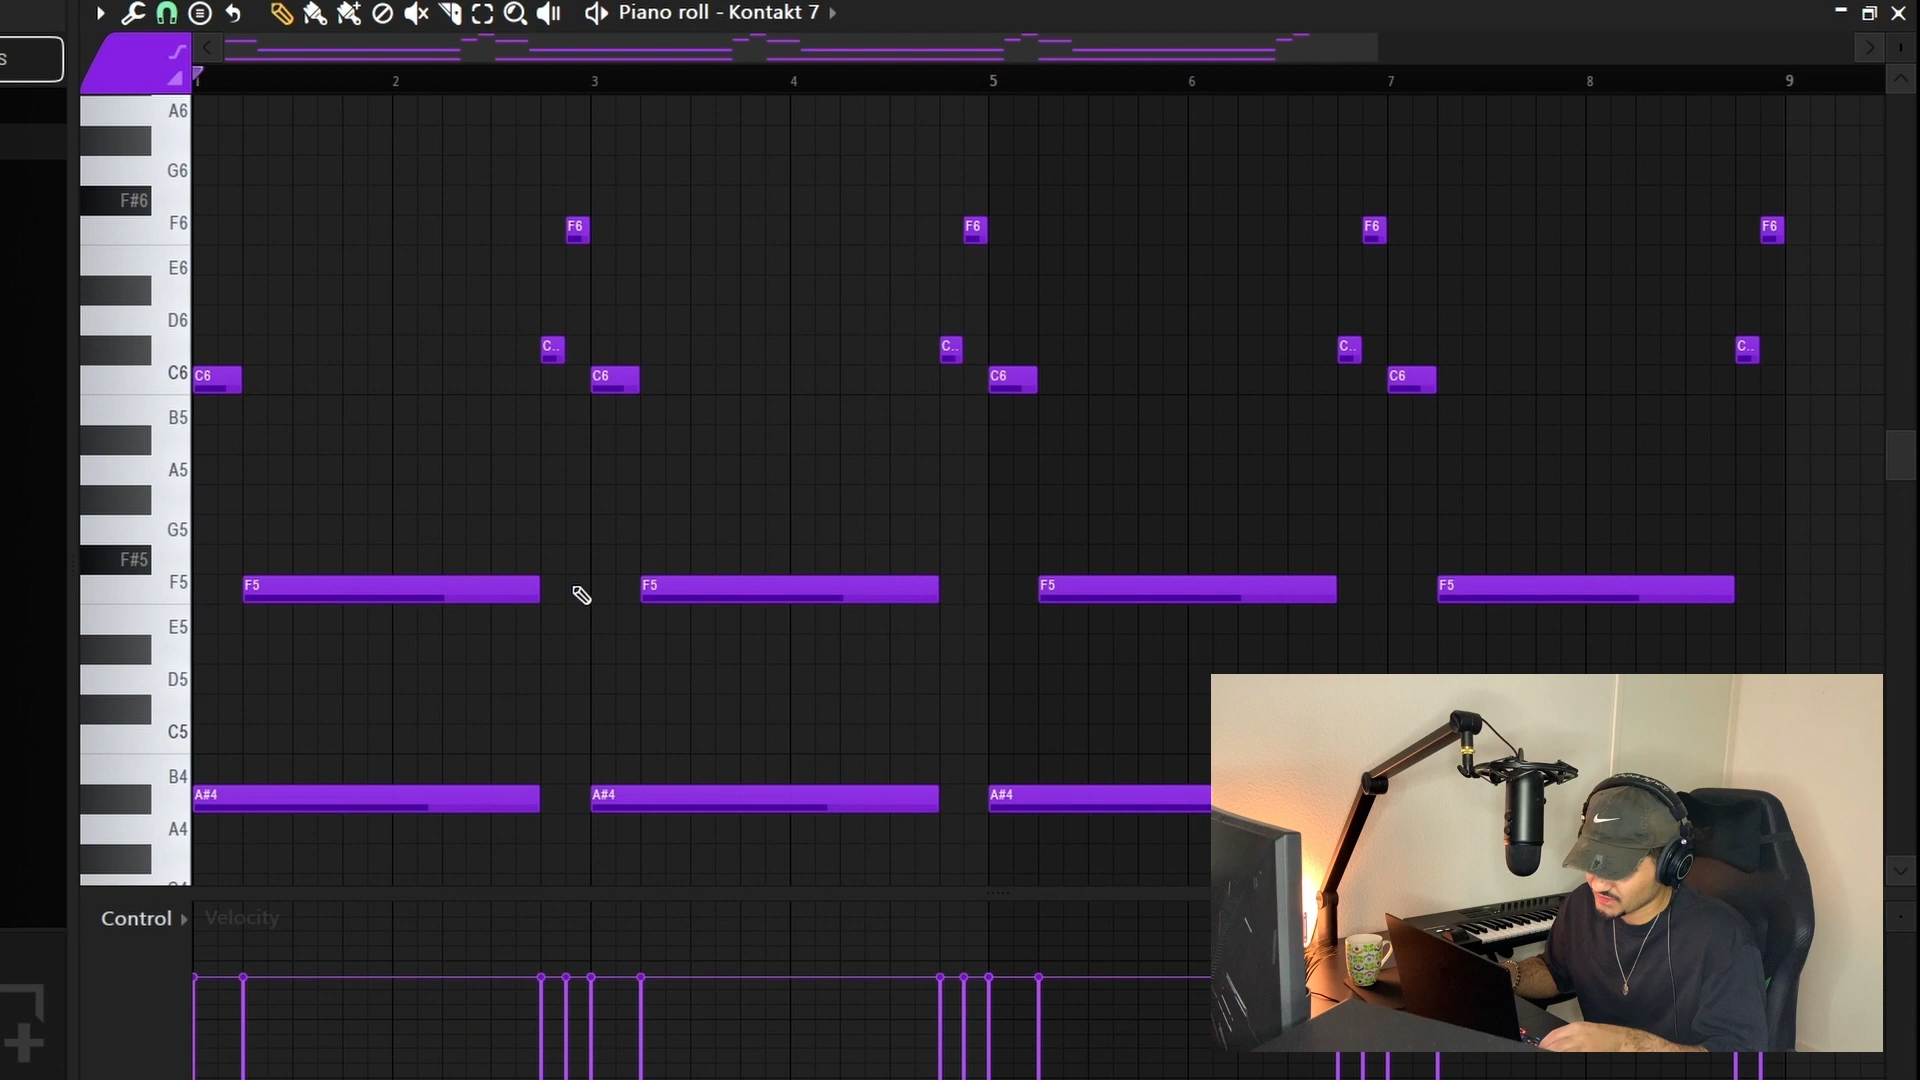 Piano roll - Kontakt 7
S
1 2 3 4 5 6 7 8 9
A6
G6
F#6
F6 F6 F6 F6 F6
E6
D6
C.. C.. C.. C..
C6 C6 C6 C6 C6
B5
A5
G5
F#5
F5 F5 F5 F5 F5
E5
D5
C5
B4
A#4 A#4 A#4
A4
Control Velocity